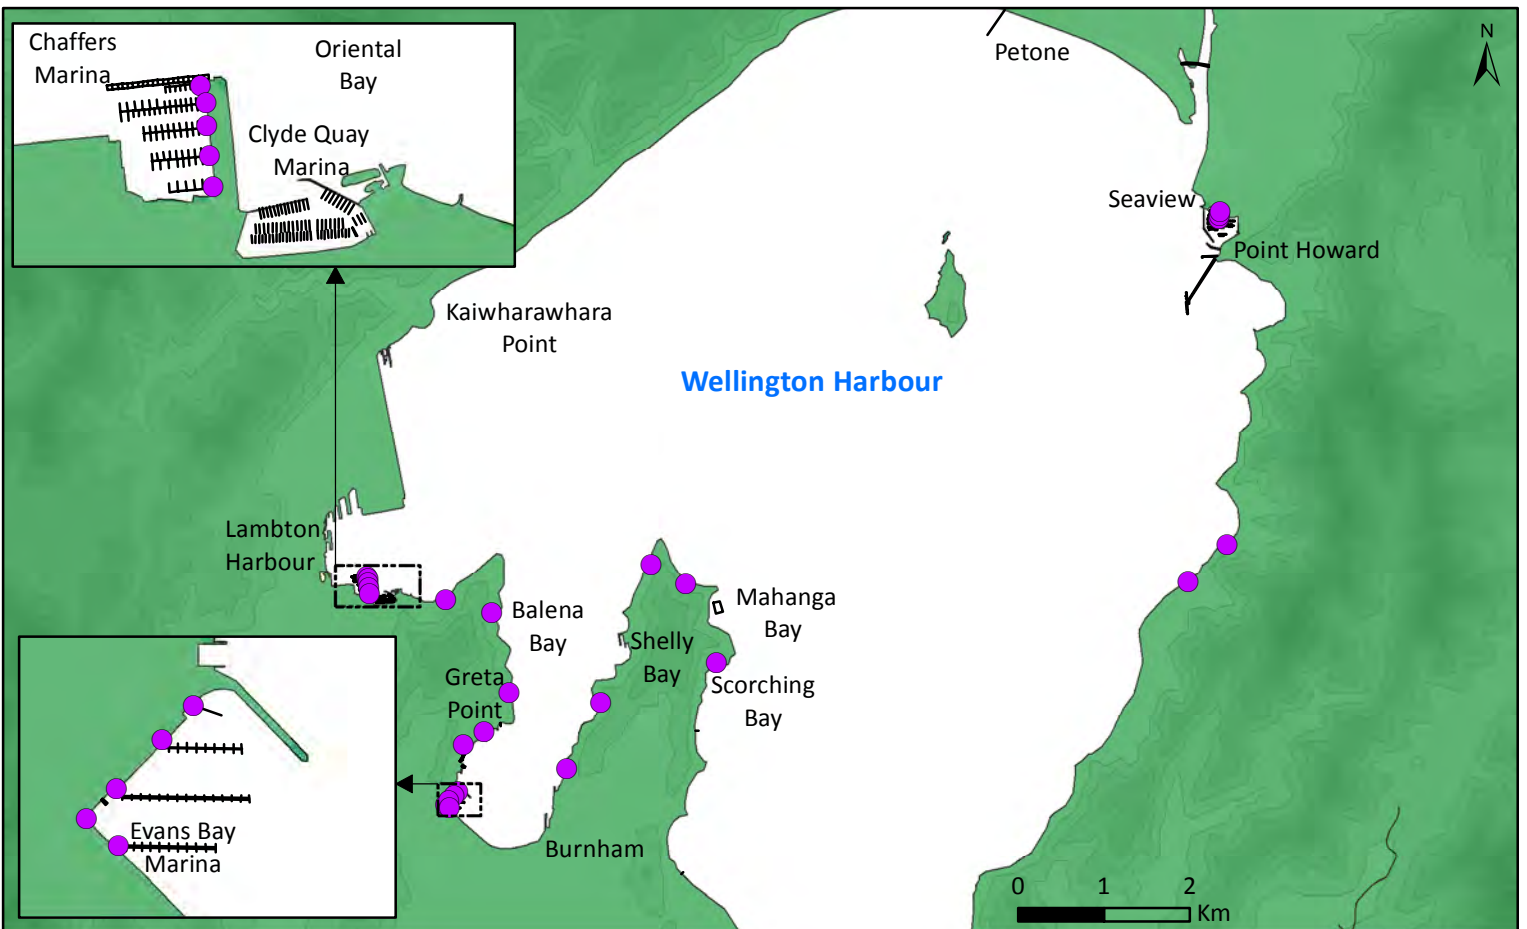 Chaffers
Marina
Oriental
Bay
Clyde Quay
Marina
Petone
N
Seaview
Point Howard
Kaiwharawhara
Point
Wellington Harbour
Lambton
Harbour
Balena
Bay
Mahanga
Bay
Shelly
Bay
Greta
Point
Scorching
Bay
Evans Bay
Marina
Burnham
0 1 2
Km